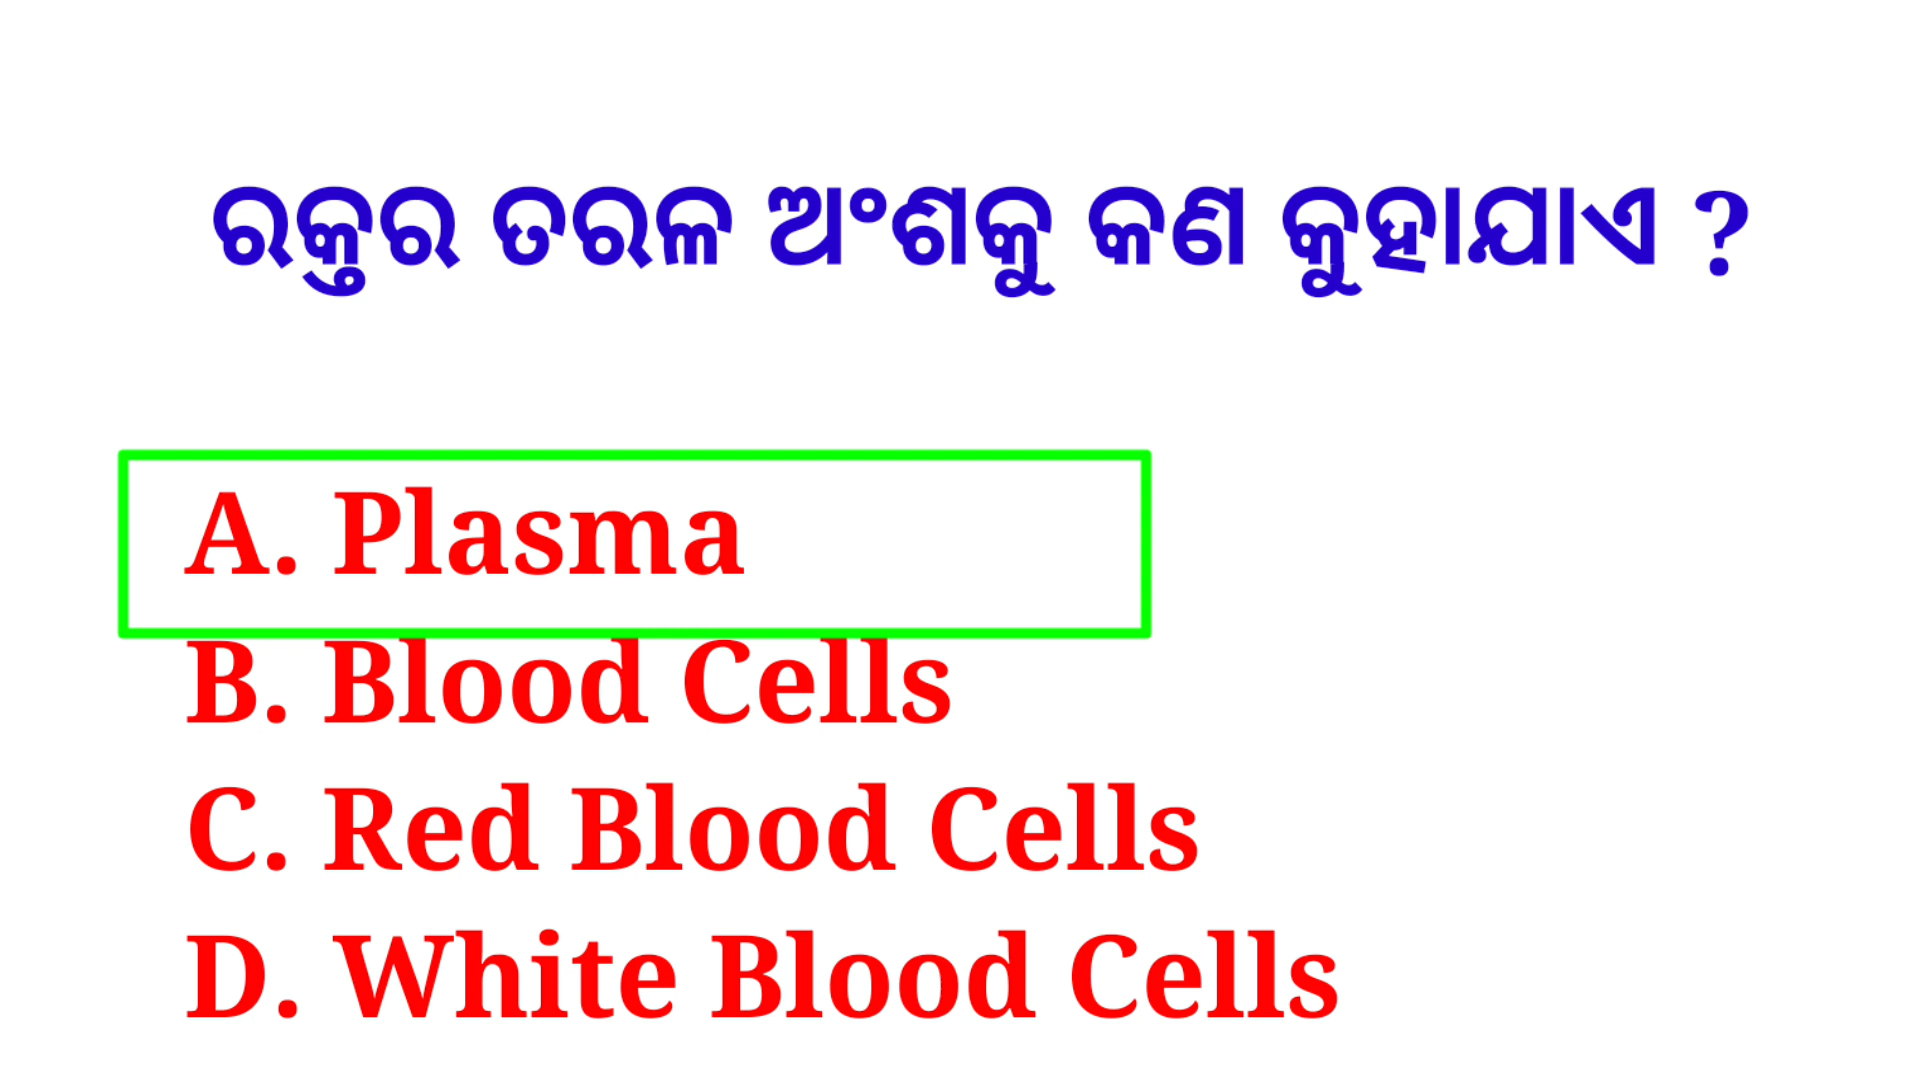 ରକ୍ତର ତରଳ ଅଂଶକୁ କଣ କୁହାଯାଏ ?
A. Plasma
B. Blood Cells
C. Red Blood Cells
D. White Blood Cells